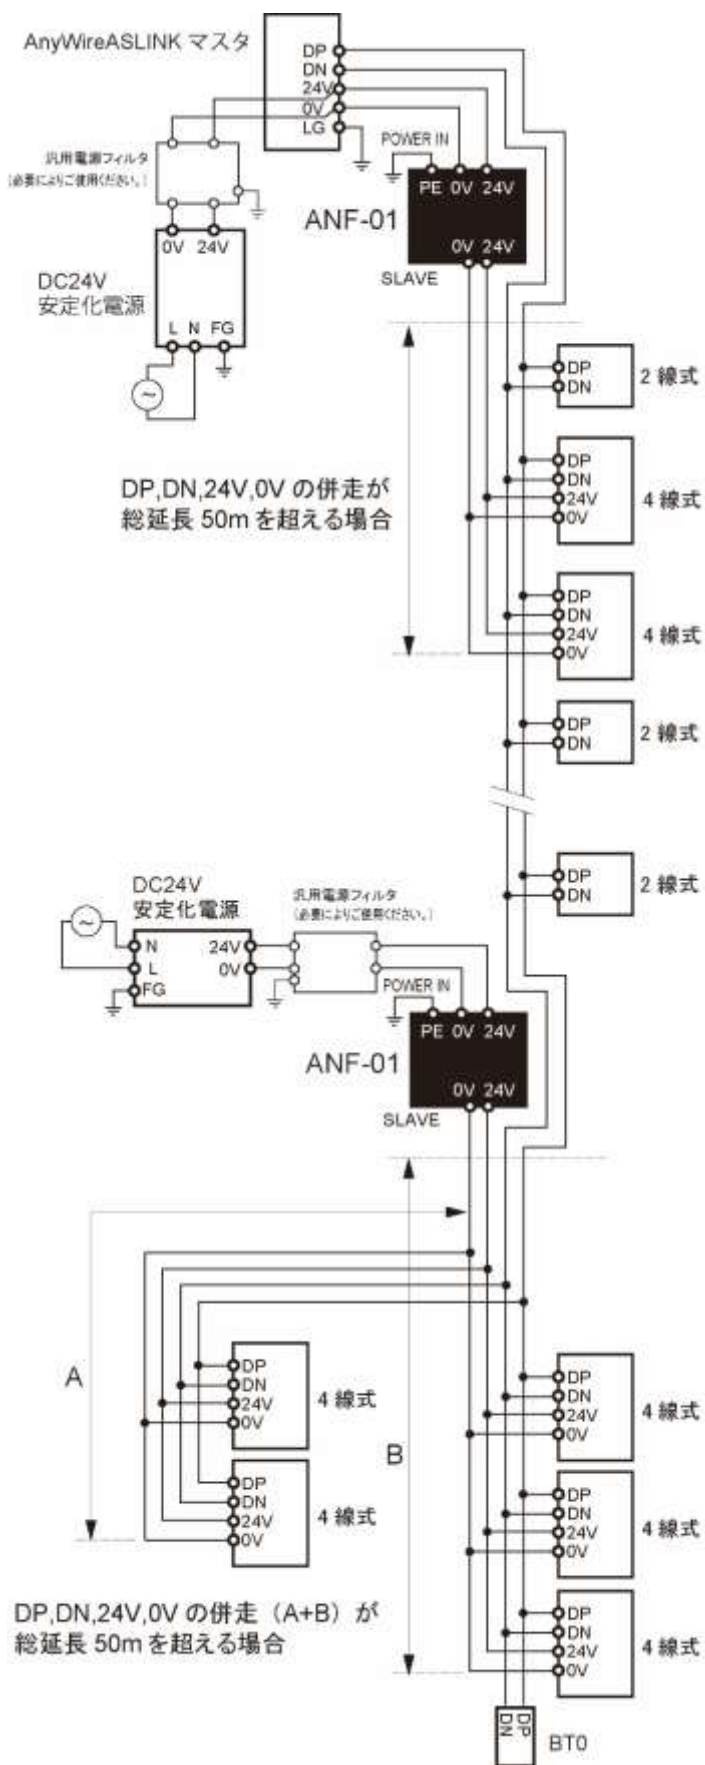 AnyWireASLINK マスタ
DP
DN
24V
0V
LG
汎用電源フィルタ
(必要によりご使用ください。)
POWER IN
PE 0V 24V
ANF-01
0V 24V
SLAVE
0V 24V
DC24V
安定化電源
L N FG
DP
DN
2 線式
DP,DN,24V,0V の併走が
総延長 50m を超える場合
DP
DN
24V
0V
4 線式
DP
DN
24V
0V
4 線式
DP
DN
2 線式
DP
DN
2 線式
DC24V
安定化電源
N 24V
L 0V
FG
汎用電源フィルタ
(必要によりご使用ください。)
POWER IN
PE 0V 24V
ANF-01
0V 24V
SLAVE
A
DP
DN
24V
0V
4 線式
DP
DN
24V
0V
4 線式
B
DP
DN
24V
0V
4 線式
DP
DN
24V
0V
4 線式
DP
DN
24V
0V
4 線式
DP,DN,24V,0V の併走（A+B）が
総延長 50m を超える場合
DP
DN
BT0